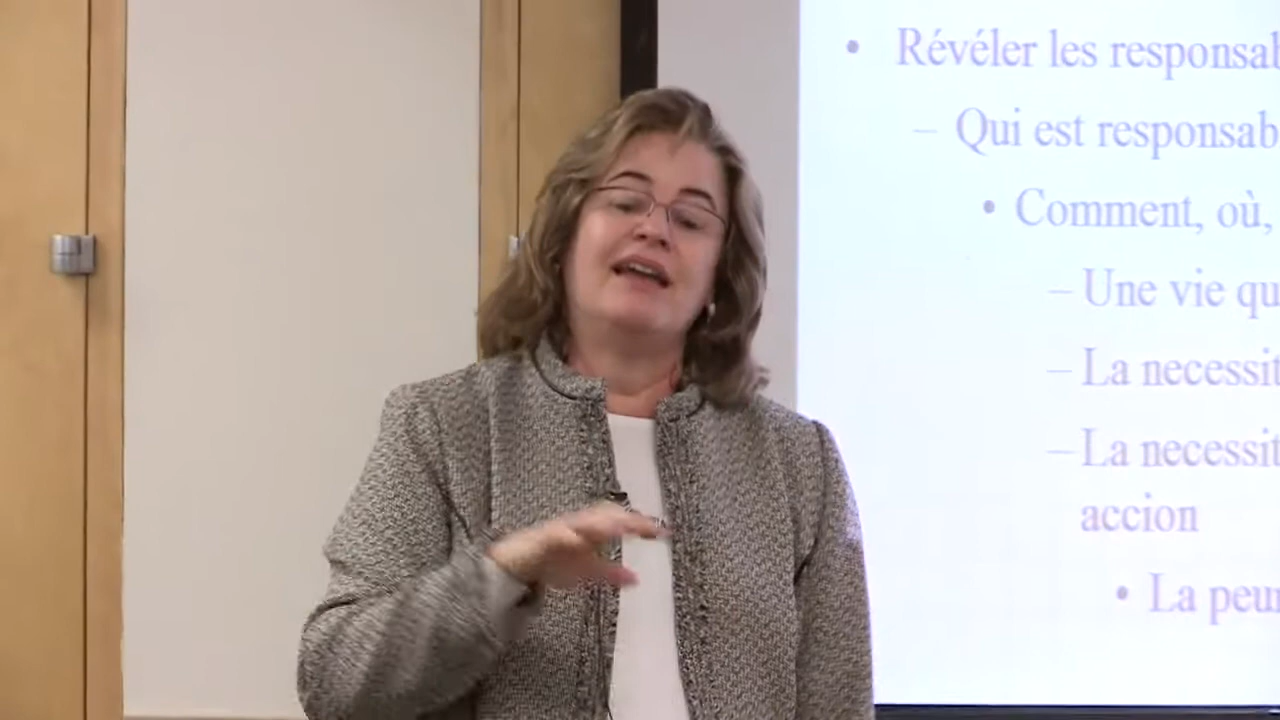 • Révéler les responsab
– Qui est responsab
• Comment, où,
– Une vie qu
– La necessit
– La necessit
accion
• La peur